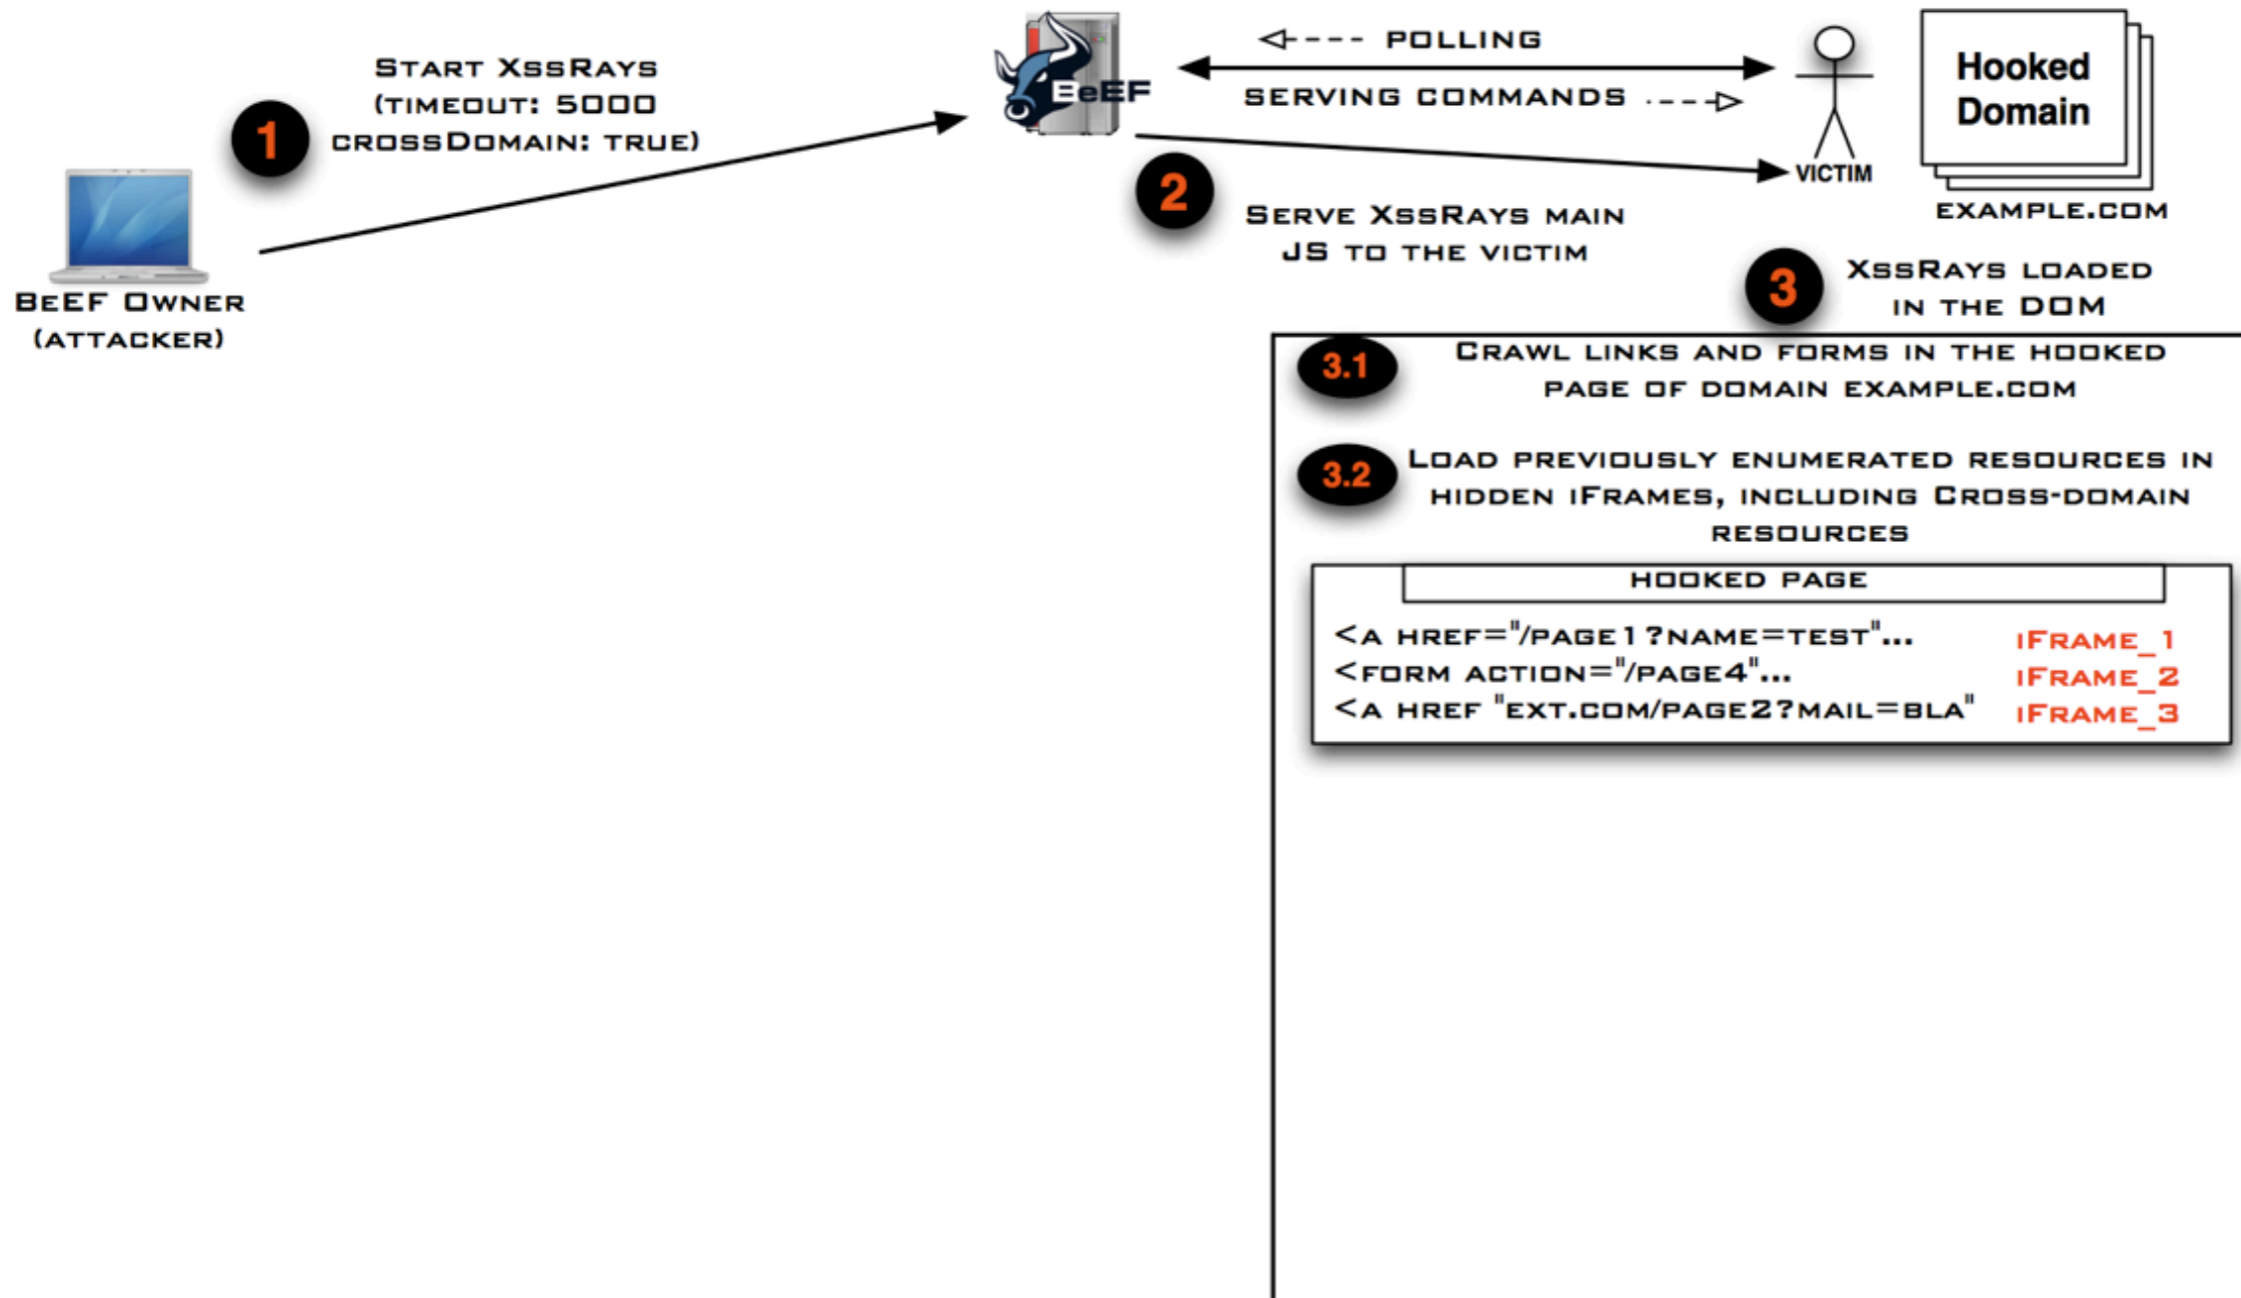 1
START XSSRAYS
(TIMEOUT: 5000
CROSSDOMAIN: TRUE)
BEEF OWNER
(ATTACKER)
BeEF
POLLING
SERVING COMMANDS
VICTIM
Hooked
Domain
EXAMPLE.COM
2
SERVE XSSRAYS MAIN
JS TO THE VICTIM
3
XSSRAYS LOADED
IN THE DOM
3.1
CRAWL LINKS AND FORMS IN THE HOOKED
PAGE OF DOMAIN EXAMPLE.COM
3.2
LOAD PREVIOUSLY ENUMERATED RESOURCES IN
HIDDEN IFRAMES, INCLUDING CROSS-DOMAIN
RESOURCES
HOOKED PAGE
<A HREF="/PAGE1?NAME=TEST"... IFRAME_1
<FORM ACTION="/PAGE4"... IFRAME_2
<A HREF "EXT.COM/PAGE2?MAIL=BLA" IFRAME_3